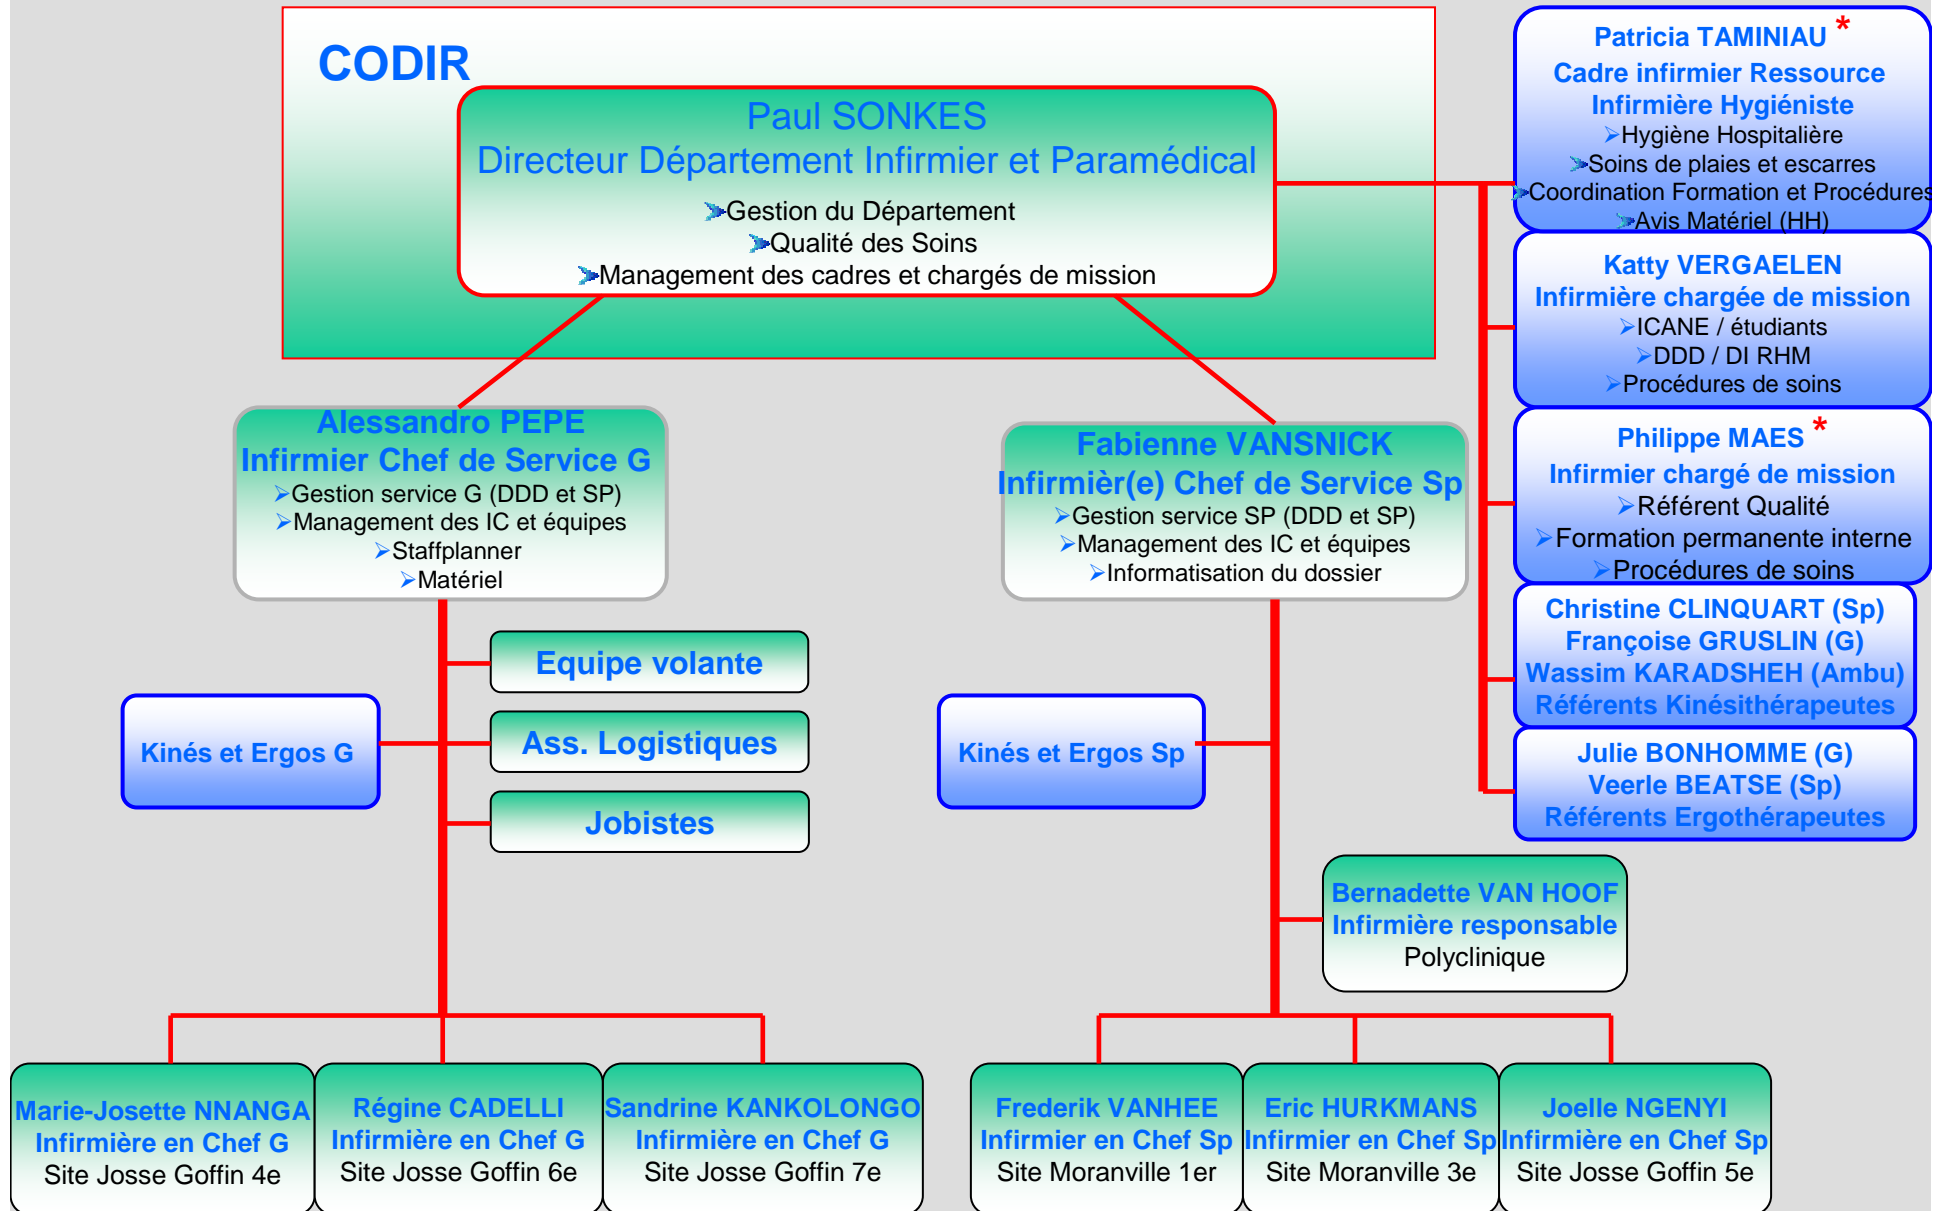 CODIR
Paul SONKES
Directeur Département Infirmier et Paramédical
Gestion du Département
Qualité des Soins
Management des cadres et chargés de mission
Patricia TAMINIAU *
Cadre infirmier Ressource
Infirmière Hygiéniste
Hygiène Hospitalière
Soins de plaies et escarres
Coordination Formation et Procédures
Avis Matériel (HH)
Katty VERGAELEN
Infirmière chargée de mission
ICANE / étudiants
DDD / DI RHM
Procédures de soins
Philippe MAES *
Infirmier chargé de mission
Référent Qualité
Formation permanente interne
Procédures de soins
Christine CLINQUART (Sp)
Françoise GRUSLIN (G)
Wassim KARADSHEH (Ambu)
Référents Kinésithérapeutes
Julie BONHOMME (G)
Veerle BEATSE (Sp)
Référents Ergothérapeutes
Alessandro PEPE
Infirmier Chef de Service G
Gestion service G (DDD et SP)
Management des IC et équipes
Staffplanner
Matériel
Fabienne VANSNICK
Infirmièr(e) Chef de Service Sp
Gestion service SP (DDD et SP)
Management des IC et équipes
Informatisation du dossier
Equipe volante
Kinés et Ergos G
Ass. Logistiques
Jobistes
Kinés et Ergos Sp
Bernadette VAN HOOF
Infirmière responsable
Polyclinique
Marie-Josette NNANGA
Infirmière en Chef G
Site Josse Goffin 4e
Régine CADELLI
Infirmière en Chef G
Site Josse Goffin 6e
Sandrine KANKOLONGO
Infirmière en Chef G
Site Josse Goffin 7e
Frederik VANHEE
Infirmier en Chef Sp
Site Moranville 1er
Eric HURKMANS
Infirmier en Chef Sp
Site Moranville 3e
Joelle NGENYI
Infirmière en Chef Sp
Site Josse Goffin 5e